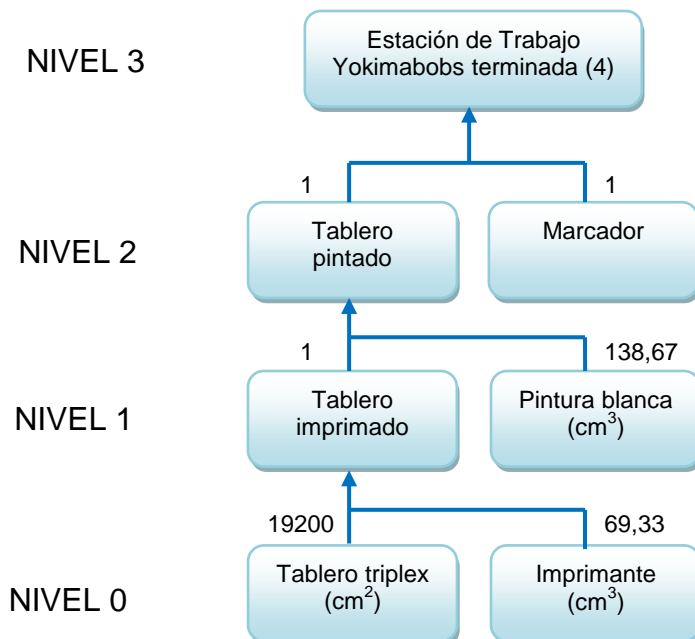 NIVEL 3
Estación de Trabajo
Yokimabobs terminada (4)
1
1
NIVEL 2
Tablero
pintado
Marcador
1
138,67
NIVEL 1
Tablero
imprimado
Pintura blanca
(cm³)
19200
69,33
NIVEL 0
Tablero triplex
(cm²)
Imprimante
(cm³)